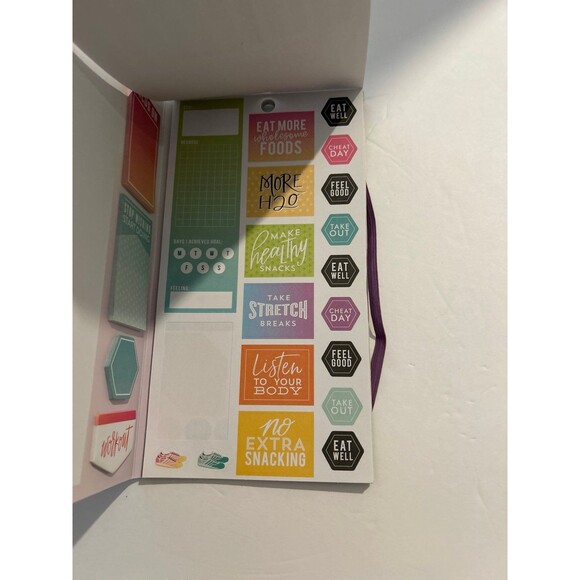 EAT MORE
wholesome
FOODS
MORE
H2O
MAKE
healthy
SNACKS
TAKE
STRETCH
BREAKS
Listen
TO YOUR
BODY
no
EXTRA
SNACKING
EAT
WELL
CHEAT
DAY
FEEL
GOOD
TAKE
OUT
EAT
WELL
CHEAT
DAY
FEEL
GOOD
TAKE
OUT
EAT
WELL
M T W T
F S S
FEELING
workout